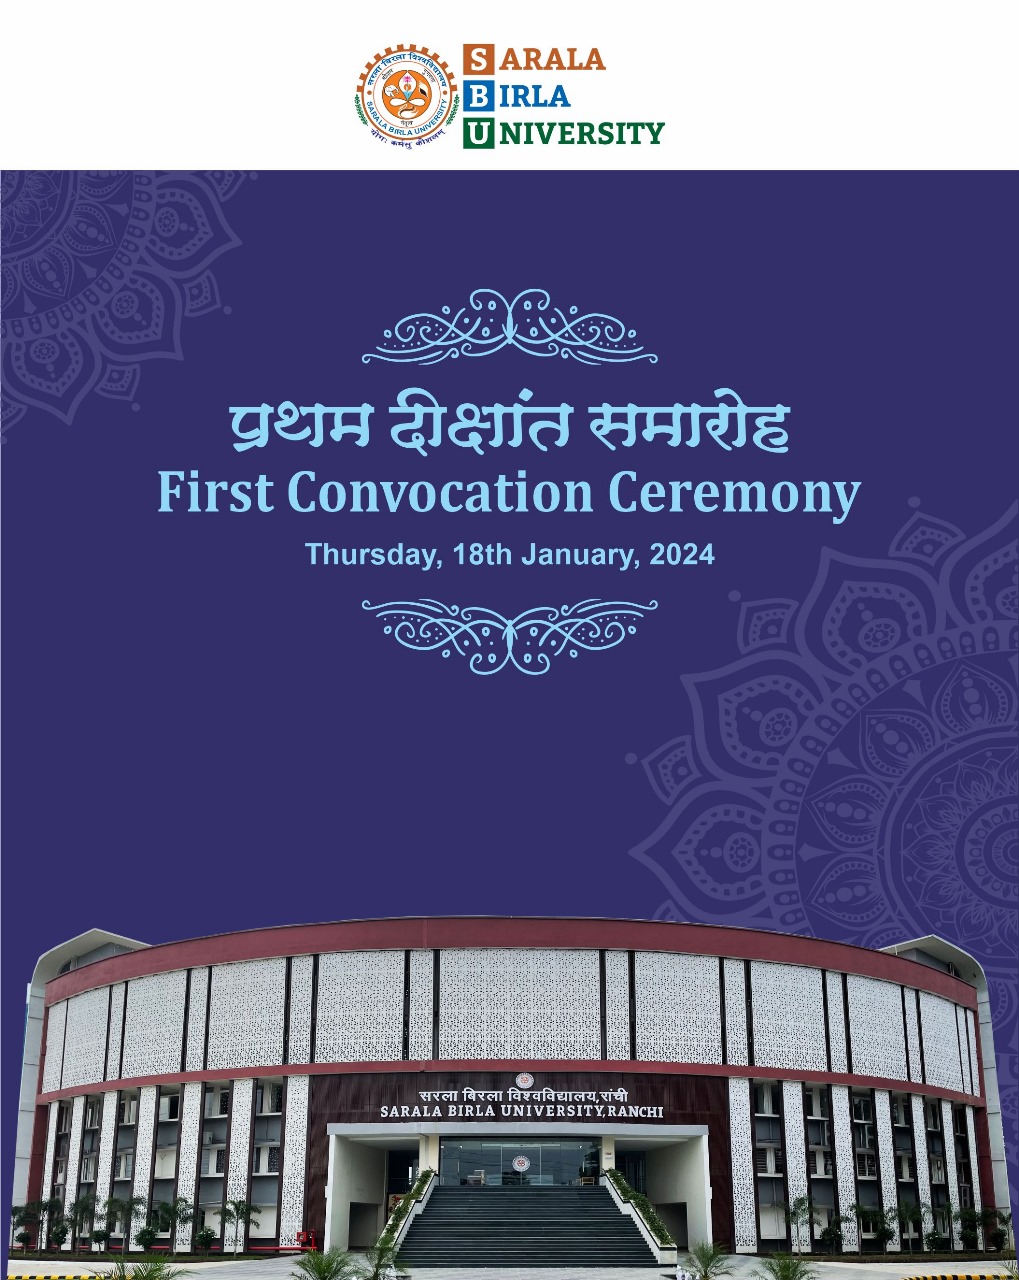 सरला बिरला विश्वविद्यालय
SARALA BIRLA UNIVERSITY
योगः कर्मसु कौशलम्
SARALA
BIRLA
UNIVERSITY
प्रथम दीक्षांत समारोह
First Convocation Ceremony
Thursday, 18th January, 2024
सरला बिरला विश्वविद्यालय,रांची
SARALA BIRLA UNIVERSITY,RANCHI